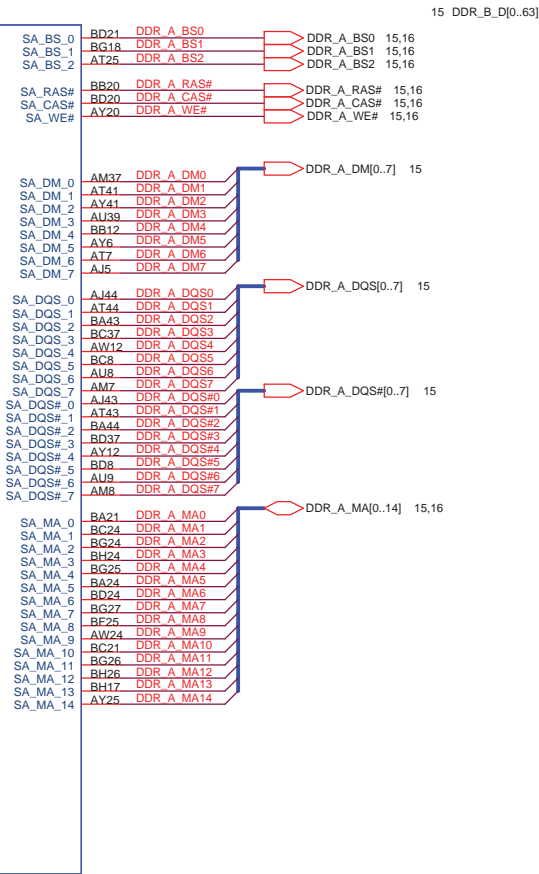 15 DDR_B_D[0..63]
SA_BS_0 BD21 DDR_A_BS0 DDR_A_BS0 15,16
SA_BS_1 BG18 DDR_A_BS1 DDR_A_BS1 15,16
SA_BS_2 AT25 DDR_A_BS2 DDR_A_BS2 15,16
SA_RAS# BB20 DDR_A_RAS# DDR_A_RAS# 15,16
SA_CAS# BD20 DDR_A_CAS# DDR_A_CAS# 15,16
SA_WE# AY20 DDR_A_WE# DDR_A_WE# 15,16
DDR_A_DM[0..7] 15
SA_DM_0 AM37 DDR_A_DM0
SA_DM_1 AT41 DDR_A_DM1
SA_DM_2 AY41 DDR_A_DM2
SA_DM_3 AU39 DDR_A_DM3
SA_DM_4 BB12 DDR_A_DM4
SA_DM_5 AY6 DDR_A_DM5
SA_DM_6 AT7 DDR_A_DM6
SA_DM_7 AJ5 DDR_A_DM7
DDR_A_DQS[0..7] 15
SA_DQS_0 AJ44 DDR_A_DQS0
SA_DQS_1 AT44 DDR_A_DQS1
SA_DQS_2 BA43 DDR_A_DQS2
SA_DQS_3 BC37 DDR_A_DQS3
SA_DQS_4 AW12 DDR_A_DQS4
SA_DQS_5 BC8 DDR_A_DQS5
SA_DQS_6 AU8 DDR_A_DQS6
SA_DQS_7 AM7 DDR_A_DQS7
DDR_A_DQS#[0..7] 15
SA_DQS#_0 AJ43 DDR_A_DQS#0
SA_DQS#_1 AT43 DDR_A_DQS#1
SA_DQS#_2 BA44 DDR_A_DQS#2
SA_DQS#_3 BD37 DDR_A_DQS#3
SA_DQS#_4 AY12 DDR_A_DQS#4
SA_DQS#_5 BD8 DDR_A_DQS#5
SA_DQS#_6 AU9 DDR_A_DQS#6
SA_DQS#_7 AM8 DDR_A_DQS#7
DDR_A_MA[0..14] 15,16
SA_MA_0 BA21 DDR_A_MA0
SA_MA_1 BC24 DDR_A_MA1
SA_MA_2 BG24 DDR_A_MA2
SA_MA_3 BH24 DDR_A_MA3
SA_MA_4 BG25 DDR_A_MA4
SA_MA_5 BA24 DDR_A_MA5
SA_MA_6 BD24 DDR_A_MA6
SA_MA_7 BG27 DDR_A_MA7
SA_MA_8 BF25 DDR_A_MA8
SA_MA_9 AW24 DDR_A_MA9
SA_MA_10 BC21 DDR_A_MA10
SA_MA_11 BG26 DDR_A_MA11
SA_MA_12 BH26 DDR_A_MA12
SA_MA_13 BH17 DDR_A_MA13
SA_MA_14 AY25 DDR_A_MA14